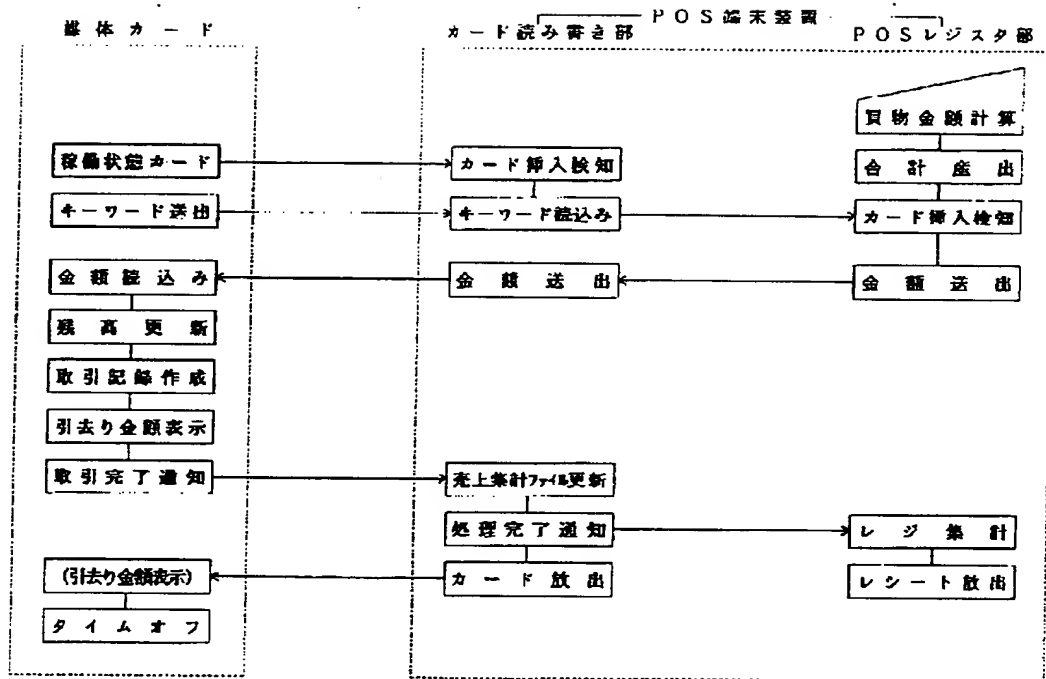 媒体カード
POS端末装置
カード読み書き部
POSレジスタ部
買物金額計算
稼働状態カード
カード挿入検知
合計産出
キーワード送出
キーワード読込み
カード挿入検知
金額読込み
金額送出
金額送出
残高更新
取引記録作成
引去り金額表示
取引完了通知
売上集計ファイル更新
処理完了通知
レジ集計
(引去り金額表示)
カード放出
レシート放出
タイムオフ